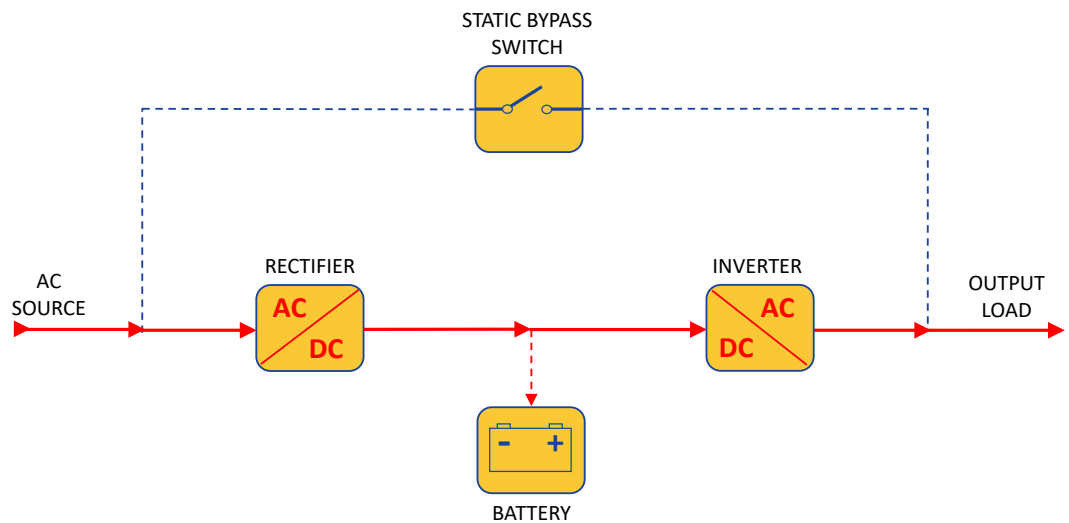 STATIC BYPASS
SWITCH
AC
SOURCE
RECTIFIER
AC
DC
INVERTER
AC
DC
OUTPUT
LOAD
- +
BATTERY